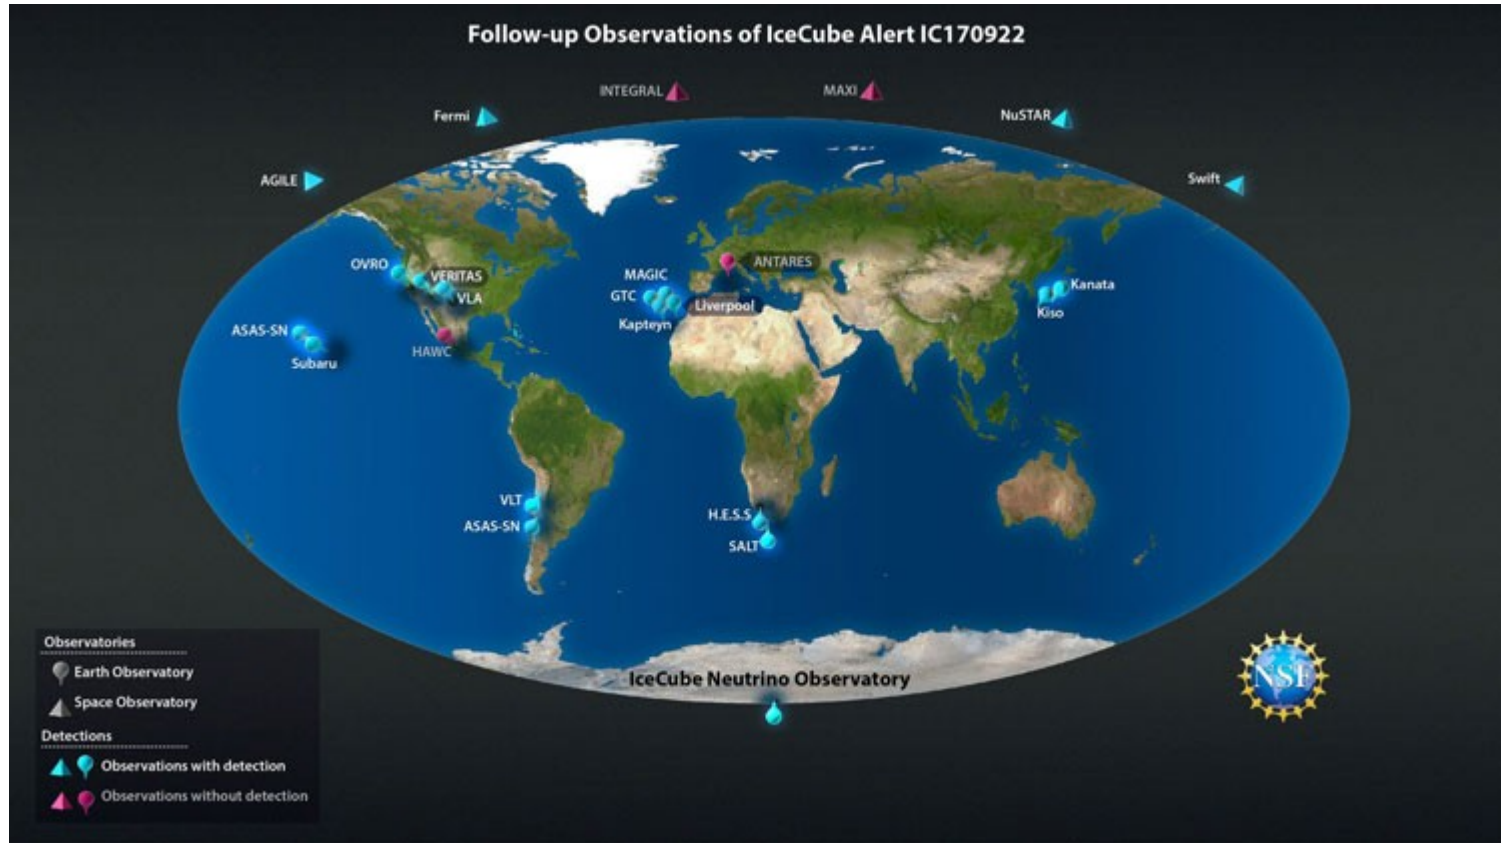 Follow-up Observations of IceCube Alert IC170922
INTEGRAL
MAXI
Fermi
NuSTAR
AGILE
Swift
OVRO
VERITAS
VLA
MAGIC
ANTARES
GTC
Liverpool
Kapteyn
Kanata
Kiso
ASAS-SN
Subaru
HAWC
VLT
ASAS-SN
H.E.S.S
SALT
IceCube Neutrino Observatory
Observatories
Earth Observatory
Space Observatory
Detections
Observations with detection
Observations without detection
NSF